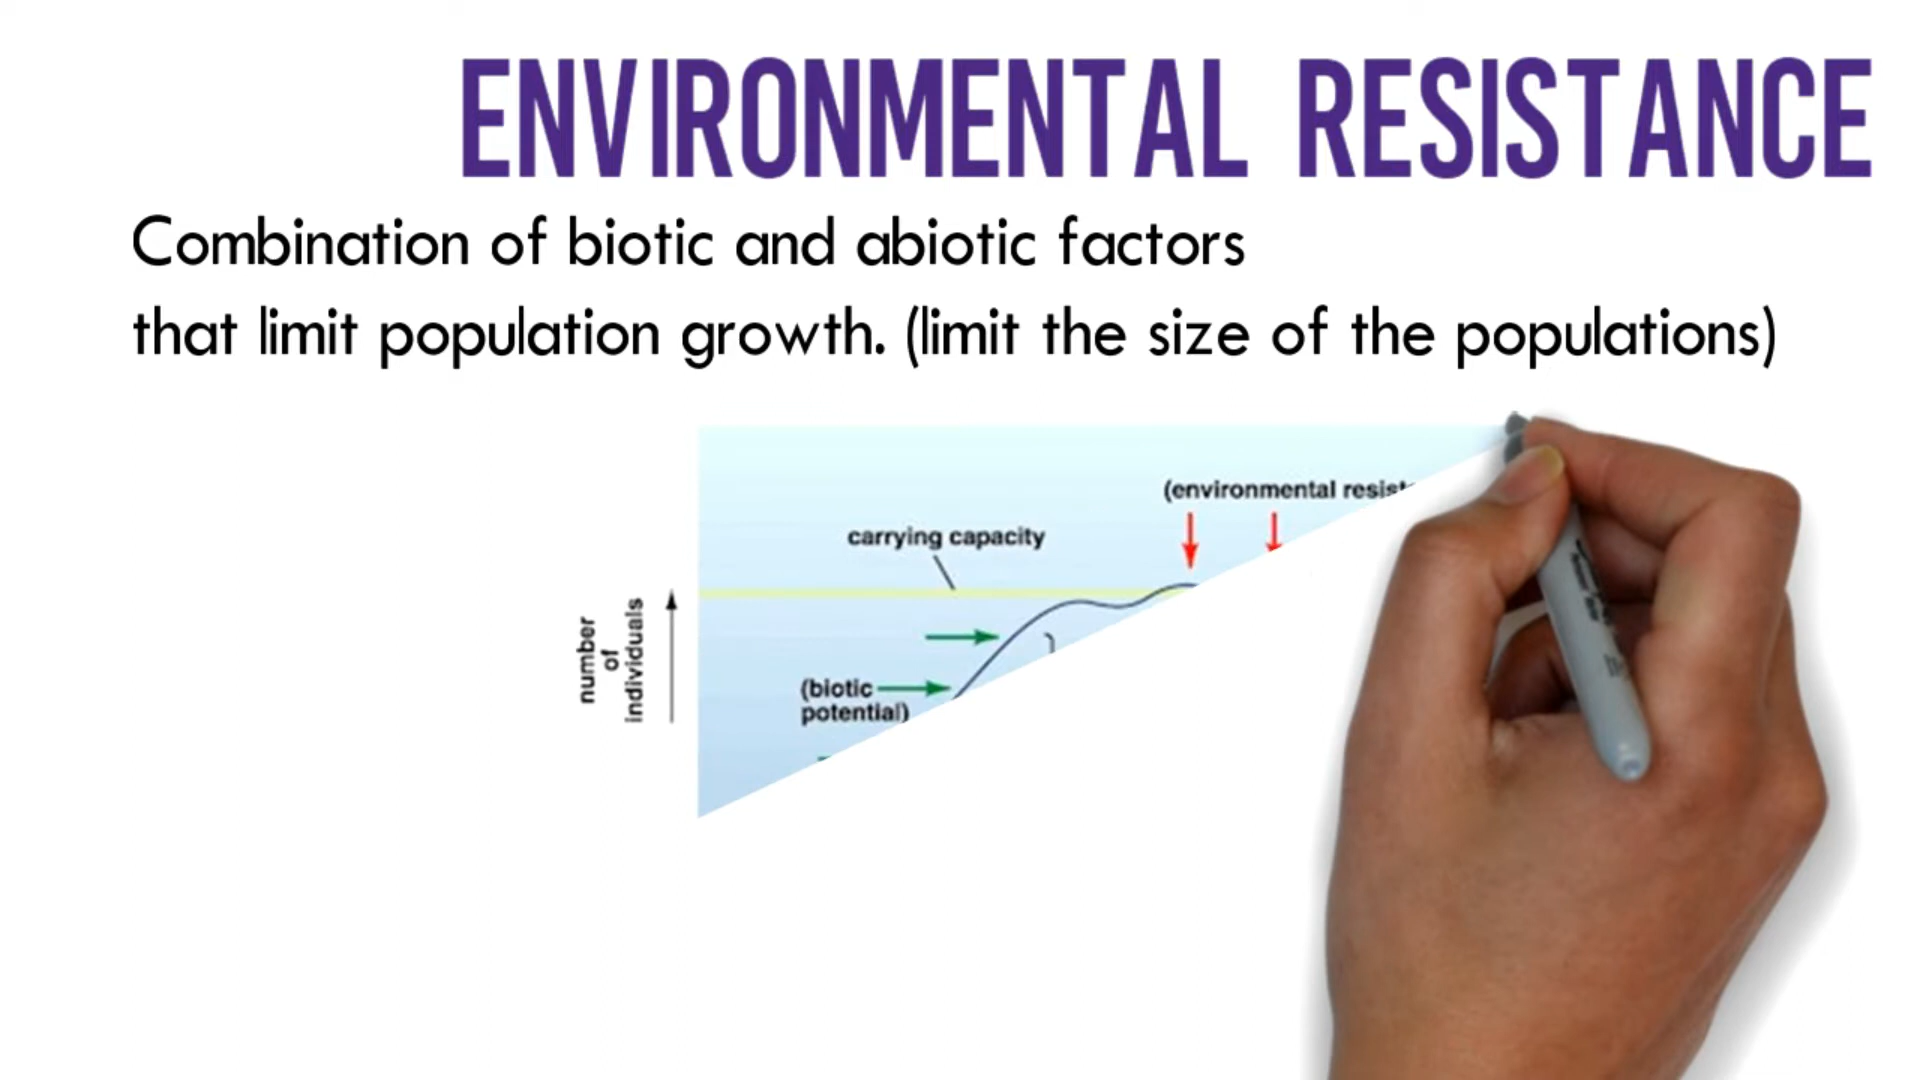 ENVIRONMENTAL RESISTANCE
Combination of biotic and abiotic factors
that limit population growth. (limit the size of the populations)
(environmental
carrying capacity
number
of
individuals
(biotic
potential)